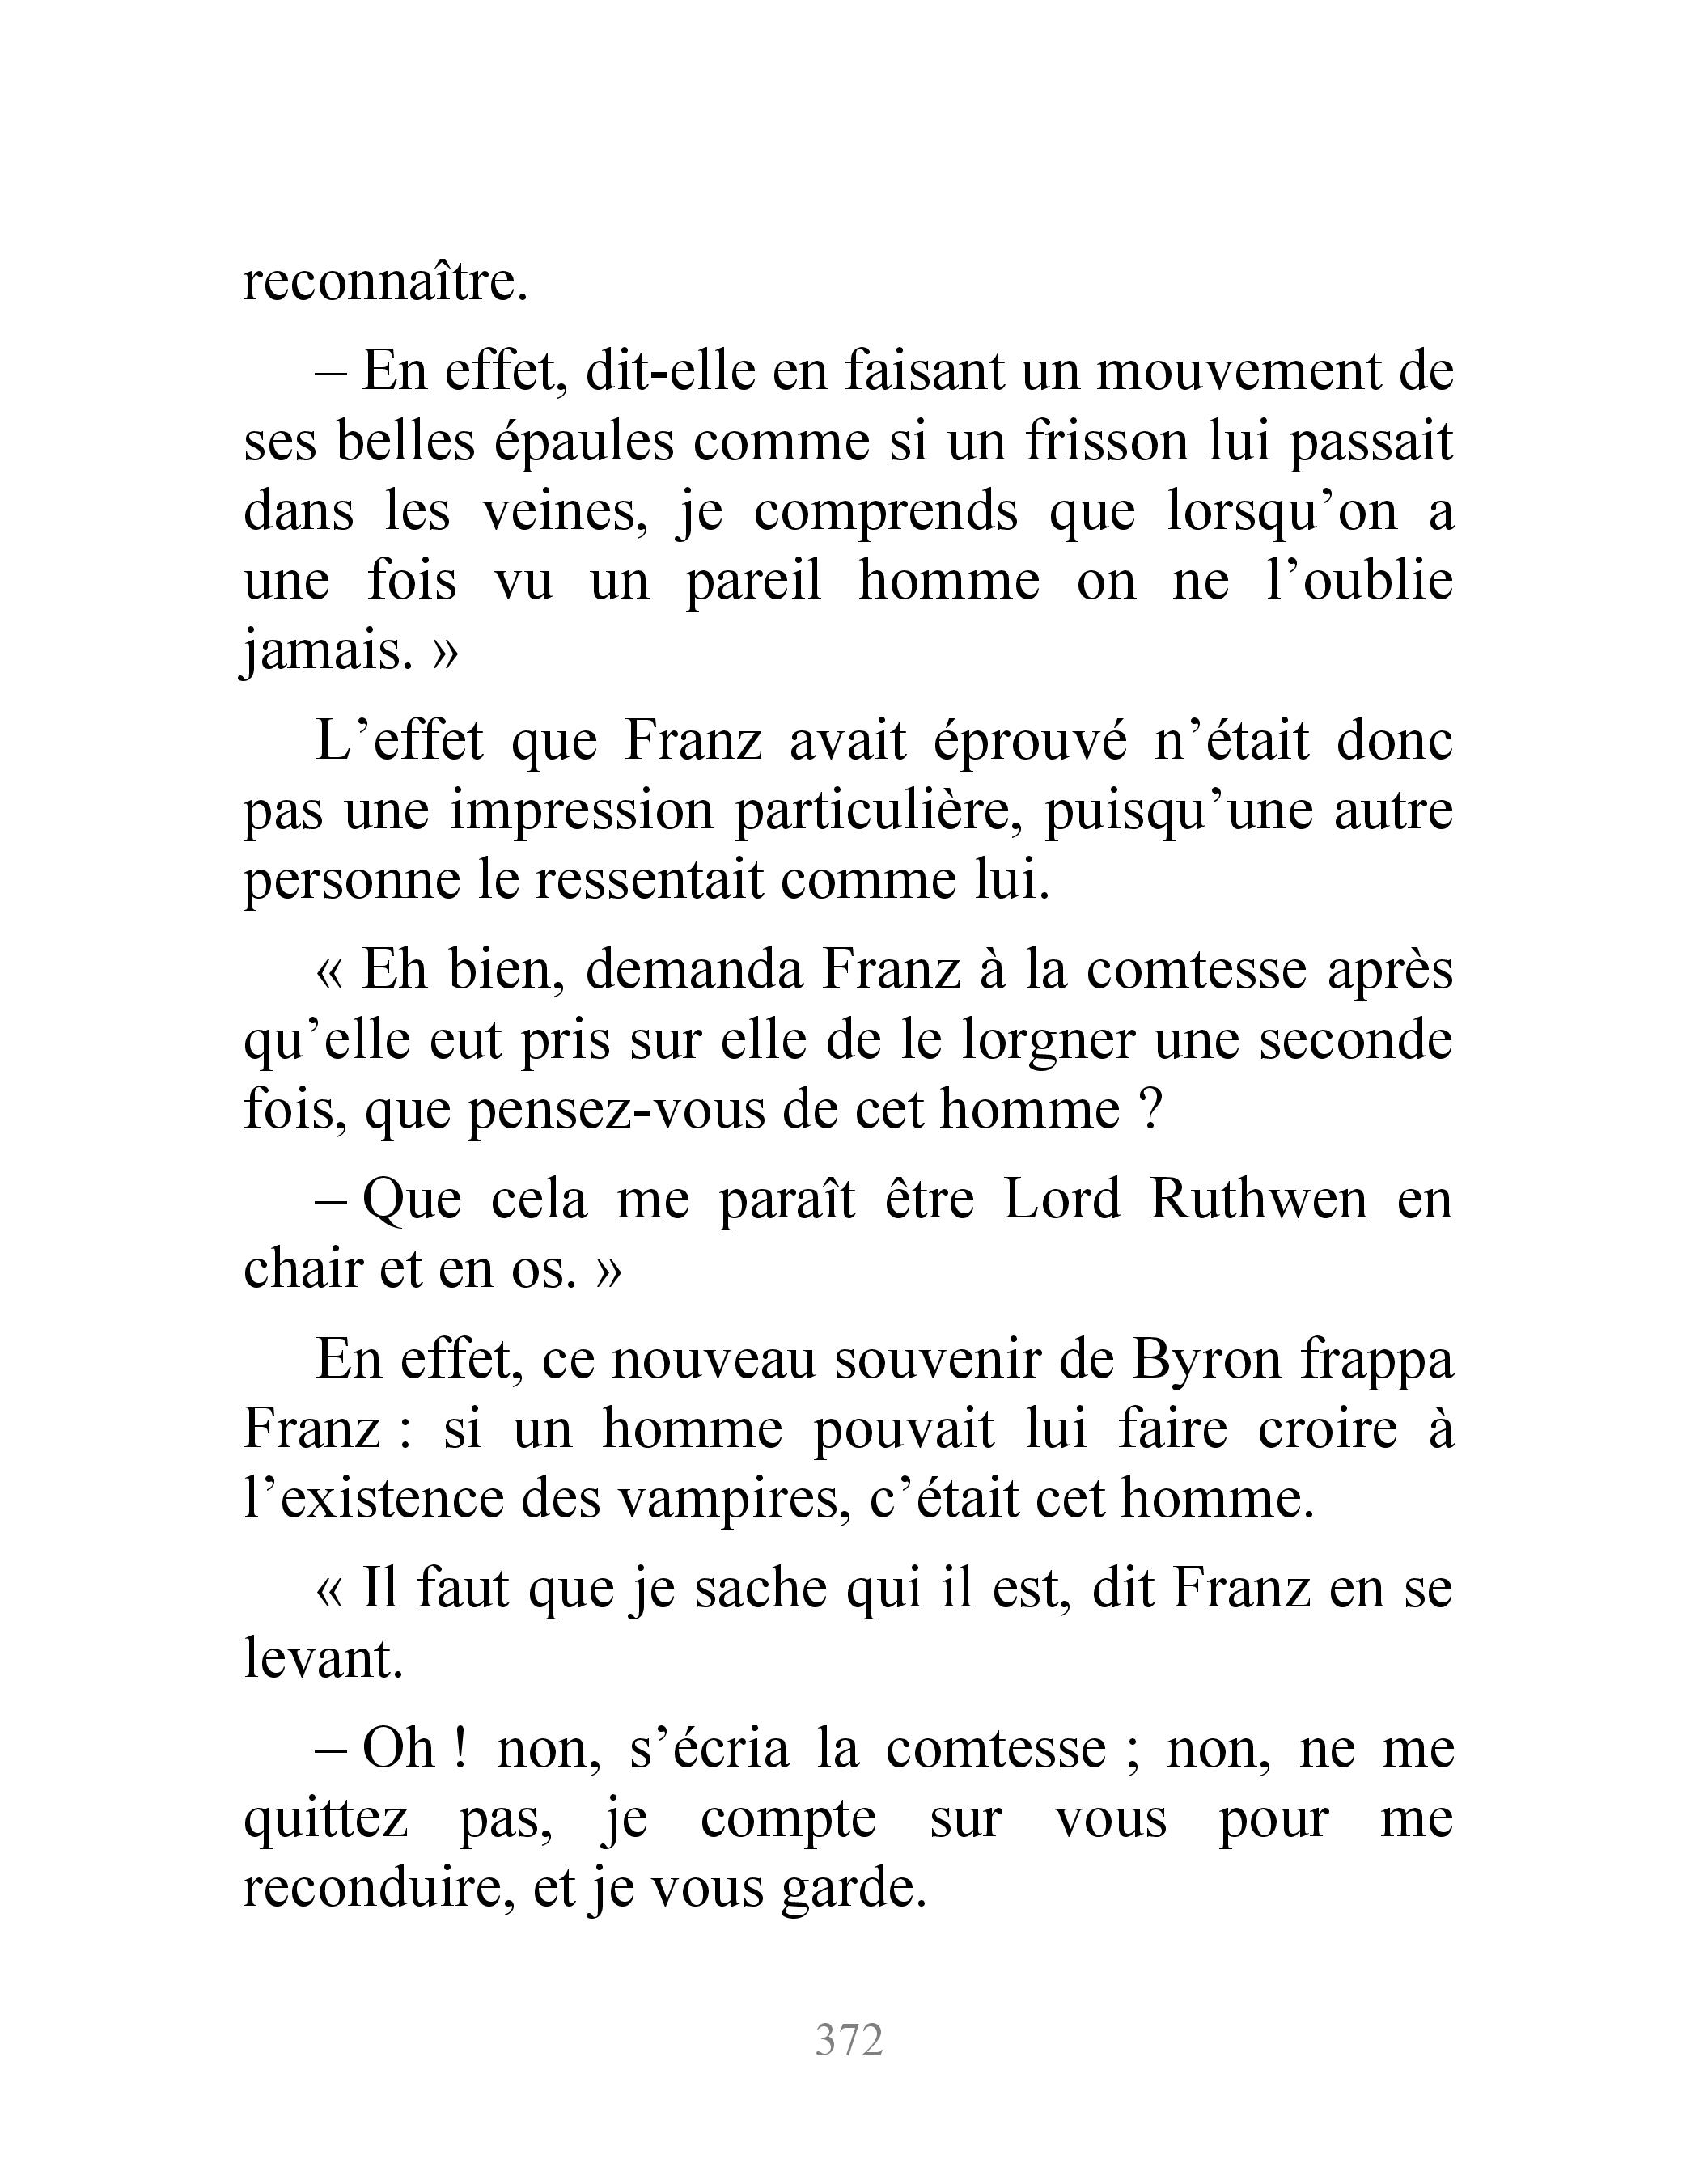 reconnaître.
– En effet, dit-elle en faisant un mouvement de
ses belles épaules comme si un frisson lui passait
dans les veines, je comprends que lorsqu’on a
une fois vu un pareil homme on ne l’oublie
jamais. »
L’effet que Franz avait éprouvé n’était donc
pas une impression particulière, puisqu’une autre
personne le ressentait comme lui.
« Eh bien, demanda Franz à la comtesse après
qu’elle eut pris sur elle de le lorgner une seconde
fois, que pensez-vous de cet homme ?
– Que cela me paraît être Lord Ruthwen en
chair et en os. »
En effet, ce nouveau souvenir de Byron frappa
Franz : si un homme pouvait lui faire croire à
l’existence des vampires, c’était cet homme.
« Il faut que je sache qui il est, dit Franz en se
levant.
– Oh ! non, s’écria la comtesse ; non, ne me
quittez pas, je compte sur vous pour me
reconduire, et je vous garde.
372